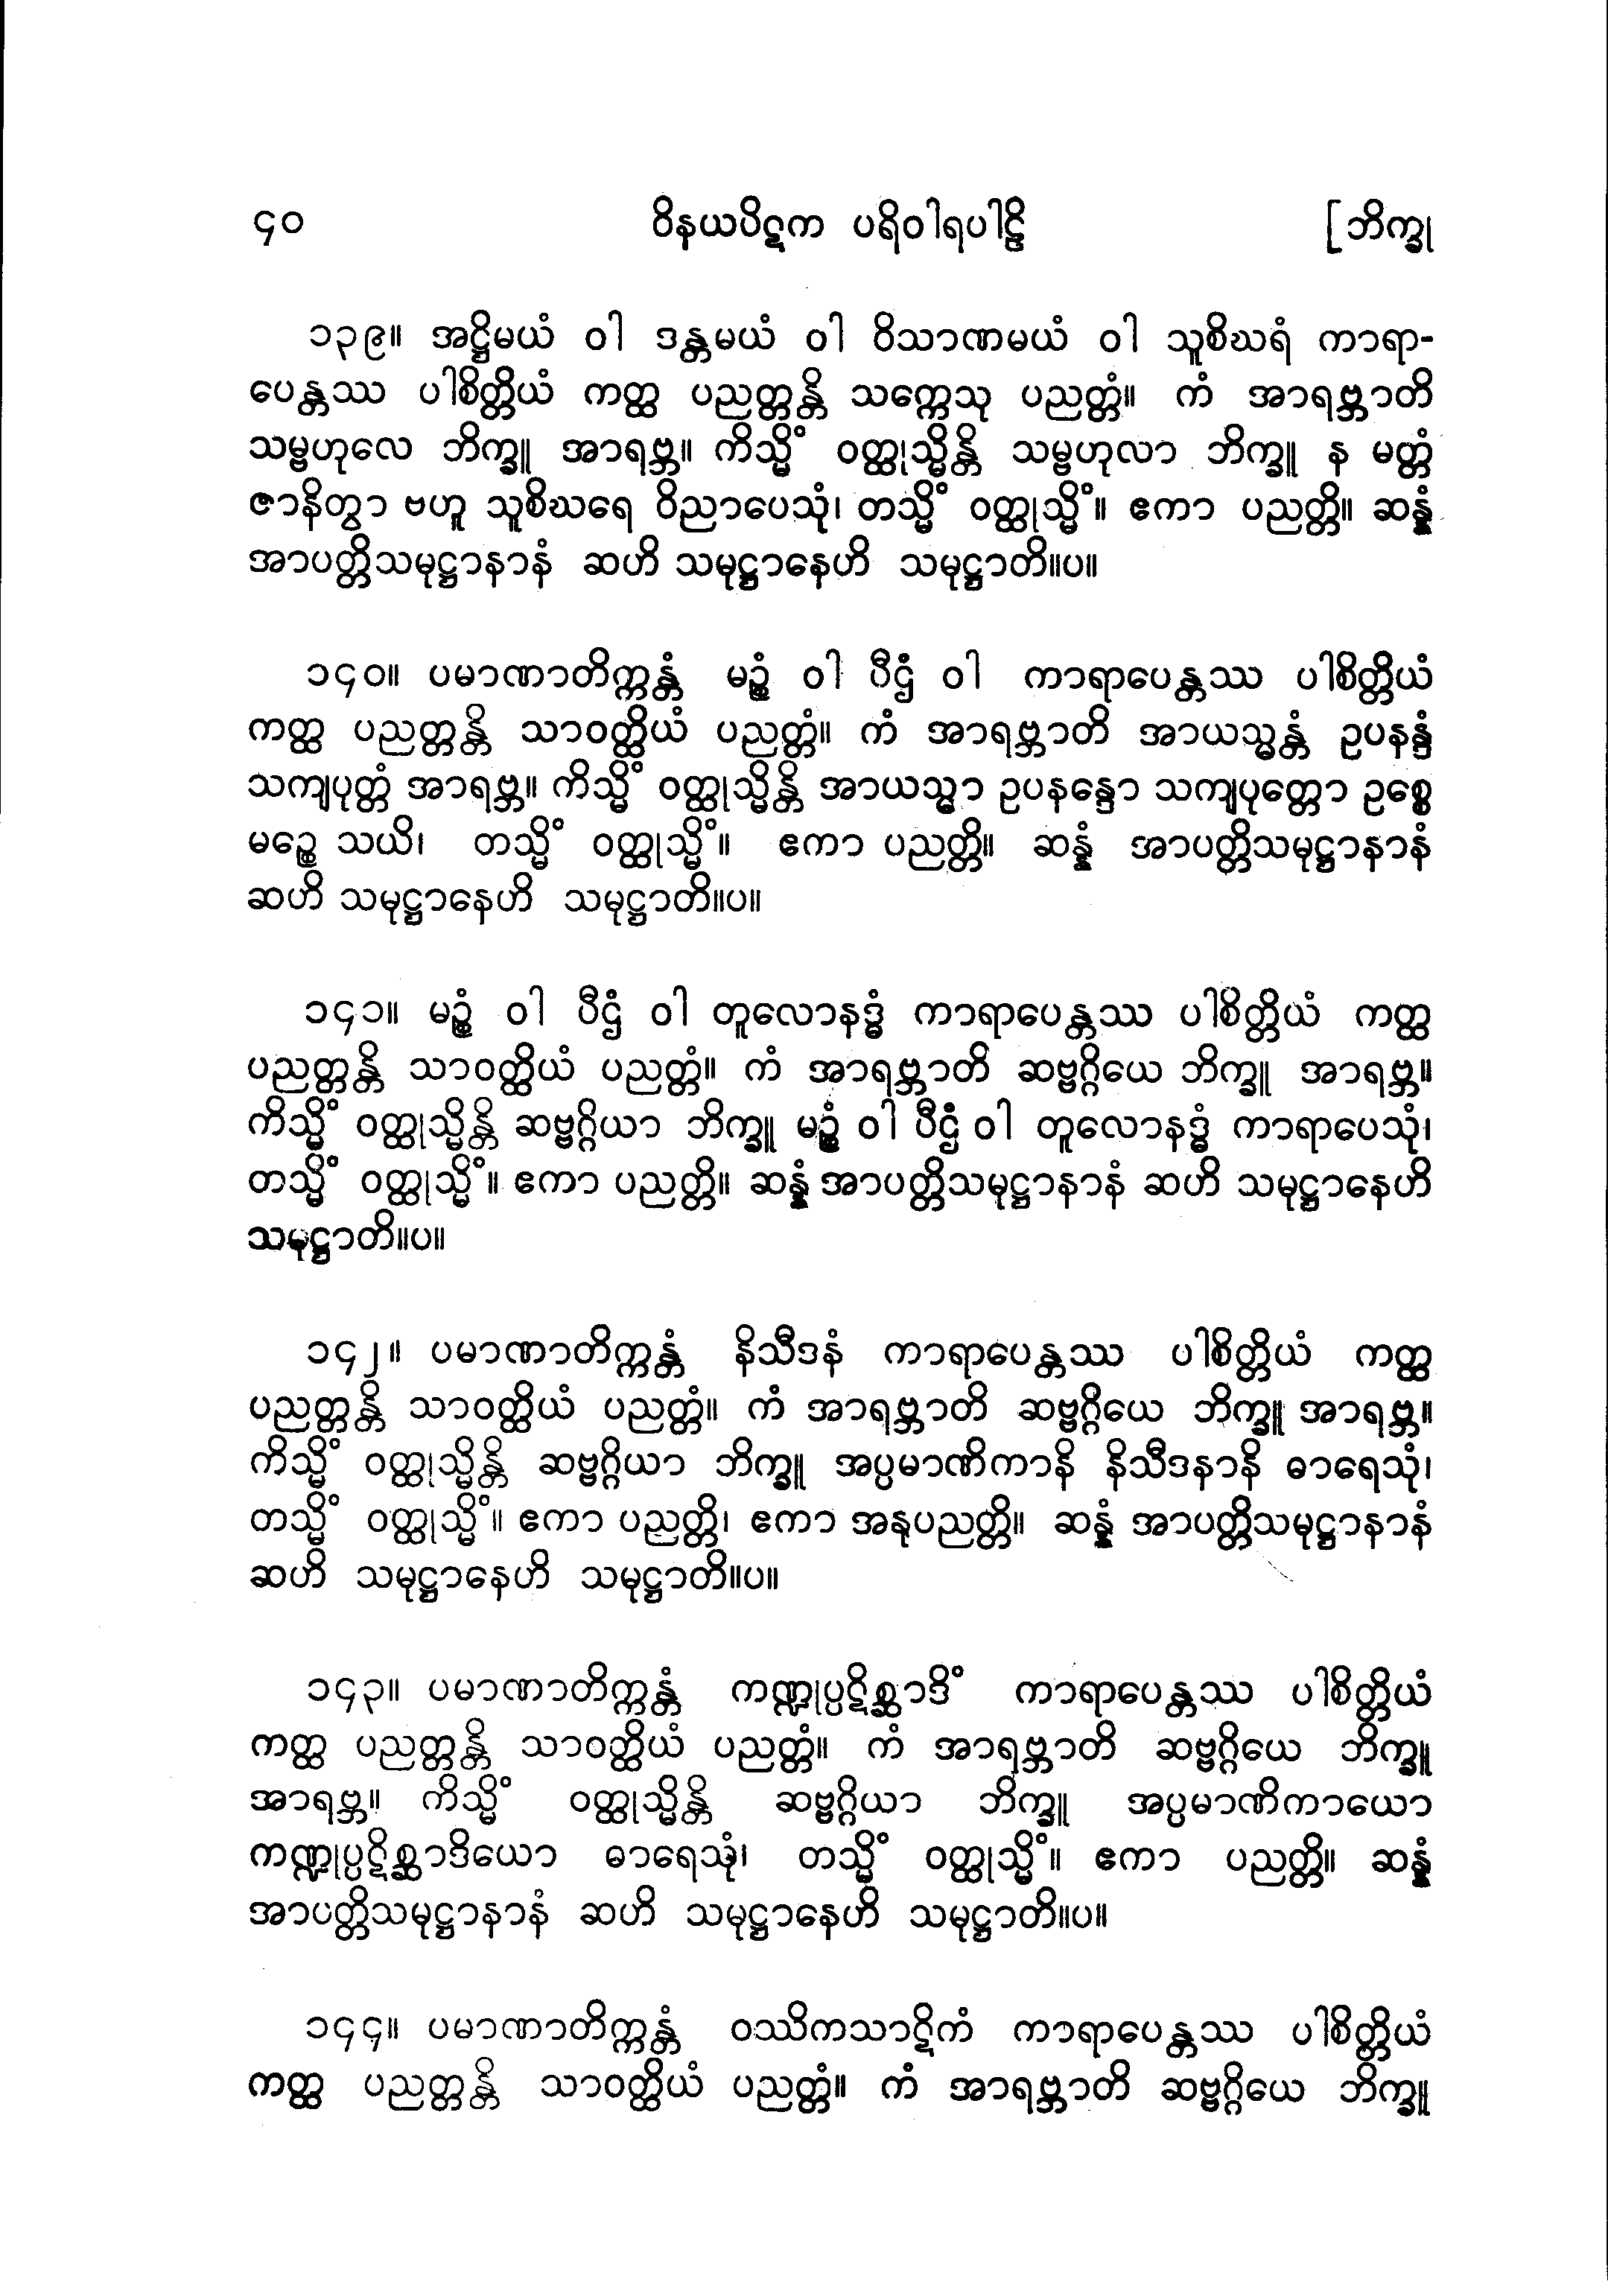 ၄၀ ဝိနယပိဋက ပရိဝါရပါဠိ [ဘိက္ခု
၁၃၉။ အဋ္ဌိမယံ ဝါ ဒန္တမယံ ဝါ ဝိသာဏမယံ ဝါ သူစိဃရံ ကာရာ-
ပေန္တဿ ပါစိတ္တိယံ ကတ္ထ ပညတ္တန္တိ သက္ကေသု ပညတ္တံ။ ကံ အာရဗ္ဘာတိ
သမ္ဗဟုလေ ဘိက္ခူ အာရဗ္ဘ။ ကိသ္မိံ ဝတ္ထုသ္မိန္တိ သမ္ဗဟုလာ ဘိက္ခူ န မတ္တံ
ဇာနိတွာ ဗဟူ သူစိဃရေ ဝိညာပေသုံ၊ တသ္မိံ ဝတ္ထုသ္မိံ။ ဧကာ ပညတ္တိ။ ဆန္နံ
အာပတ္တိသမုဋ္ဌာနာနံ ဆဟိ သမုဋ္ဌာနေဟိ သမုဋ္ဌာတိ။ပ။
၁၄၀။ ပမာဏာတိက္ကန္တံ မဉ္စံ ဝါ ပီဌံ ဝါ ကာရာပေန္တဿ ပါစိတ္တိယံ
ကတ္ထ ပညတ္တန္တိ သာဝတ္ထိယံ ပညတ္တံ။ ကံ အာရဗ္ဘာတိ အာယသ္မန္တံ ဥပနန္ဒံ
သကျပုတ္တံ အာရဗ္ဘ။ ကိသ္မိံ ဝတ္ထုသ္မိန္တိ အာယသ္မာ ဥပနန္ဒော သကျပုတ္တော ဥစ္စေ
မဉ္စေ သယိ၊ တသ္မိံ ဝတ္ထုသ္မိံ။ ဧကာ ပညတ္တိ။ ဆန္နံ အာပတ္တိသမုဋ္ဌာနာနံ
ဆဟိ သမုဋ္ဌာနေဟိ သမုဋ္ဌာတိ။ပ။
၁၄၁။ မဉ္စံ ဝါ ပီဌံ ဝါ တူလောနဒ္ဓံ ကာရာပေန္တဿ ပါစိတ္တိယံ ကတ္ထ
ပညတ္တန္တိ သာဝတ္ထိယံ ပညတ္တံ။ ကံ အာရဗ္ဘာတိ ဆဗ္ဗဂ္ဂိယေ ဘိက္ခူ အာရဗ္ဘ။
ကိသ္မိံ ဝတ္ထုသ္မိန္တိ ဆဗ္ဗဂ္ဂိယာ ဘိက္ခူ မဉ္စံ ဝါ ပီဌံ ဝါ တူလောနဒ္ဓံ ကာရာပေသုံ၊
တသ္မိံ ဝတ္ထုသ္မိံ။ ဧကာ ပညတ္တိ။ ဆန္နံ အာပတ္တိသမုဋ္ဌာနာနံ ဆဟိ သမုဋ္ဌာနေဟိ
သမုဋ္ဌာတိ။ပ။
၁၄၂။ ပမာဏာတိက္ကန္တံ နိသီဒနံ ကာရာပေန္တဿ ပါစိတ္တိယံ ကတ္ထ
ပညတ္တန္တိ သာဝတ္ထိယံ ပညတ္တံ။ ကံ အာရဗ္ဘာတိ ဆဗ္ဗဂ္ဂိယေ ဘိက္ခူ အာရဗ္ဘ။
ကိသ္မိံ ဝတ္ထုသ္မိန္တိ ဆဗ္ဗဂ္ဂိယာ ဘိက္ခူ အပ္ပမာဏိကာနိ နိသီဒနာနိ ဓာရေသုံ၊
တသ္မိံ ဝတ္ထုသ္မိံ။ ဧကာ ပညတ္တိ၊ ဧကာ အနုပညတ္တိ။ ဆန္နံ အာပတ္တိသမုဋ္ဌာနာနံ
ဆဟိ သမုဋ္ဌာနေဟိ သမုဋ္ဌာတိ။ပ။
၁၄၃။ ပမာဏာတိက္ကန္တံ ကဏ္ဍုပ္ပဋိစ္ဆာဒိံ ကာရာပေန္တဿ ပါစိတ္တိယံ
ကတ္ထ ပညတ္တန္တိ သာဝတ္ထိယံ ပညတ္တံ။ ကံ အာရဗ္ဘာတိ ဆဗ္ဗဂ္ဂိယေ ဘိက္ခူ
အာရဗ္ဘ။ ကိသ္မိံ ဝတ္ထုသ္မိန္တိ ဆဗ္ဗဂ္ဂိယာ ဘိက္ခူ အပ္ပမာဏိကာယော
ကဏ္ဍုပ္ပဋိစ္ဆာဒိယော ဓာရေသုံ၊ တသ္မိံ ဝတ္ထုသ္မိံ။ ဧကာ ပညတ္တိ။ ဆန္နံ
အာပတ္တိသမုဋ္ဌာနာနံ ဆဟိ သမုဋ္ဌာနေဟိ သမုဋ္ဌာတိ။ပ။
၁၄၄။ ပမာဏာတိက္ကန္တံ ဝဿိကသာဋိကံ ကာရာပေန္တဿ ပါစိတ္တိယံ
ကတ္ထ ပညတ္တန္တိ သာဝတ္ထိယံ ပညတ္တံ။ ကံ အာရဗ္ဘာတိ ဆဗ္ဗဂ္ဂိယေ ဘိက္ခူ